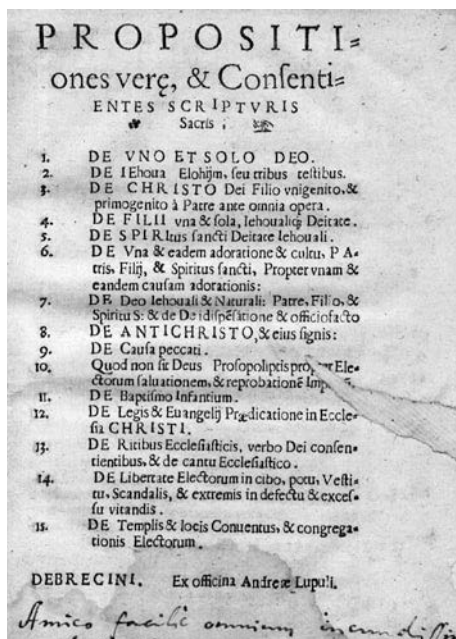 PROPOSITI=
ones verę, & Consenti=
ENTES SCRIPTVRIS
Sacris ;
1. DE VNO ET SOLO DEO.
2. DE IEhoua Elohijm, seu tribus testibus.
3. DE CHRISTO Dei Filio vnigenito, &
primogenito à Patre ante omnia opera.
4. DE FILII vna & sola, Iehoualiq; Deitate.
5. DE SPIRItus sancti Deitate Iehouali.
6. DE Vna & eadem adoratione & cultu, PA-
tris, Filij, & Spiritus sancti, Propter vnam &
eandem causam adorationis:
7. DE Deo Iehouali & Naturali: Patre, Filio, &
Spiritu S: & de Dei dispēsatione & officiofacto
8. DE ANTICHRISTO, & eius signis:
9. DE Causa peccati.
10. Quod non sit Deus Prosopoliptis propter Ele-
ctorum saluationem, & reprobationē
11. DE Baptismo Infantium.
12. DE Legis & Euangelij Prædicatione in Eccle-
sia CHRISTI.
13. DE Ritibus Ecclesiasticis, verbo Dei consen-
tientibus, & de cantu Ecclesiastico.
14. DE Libertate Electorum in cibo, potu, Vesti-
tu, Scandalis, & extremis in defectu & exces-
su vitandis.
15. DE Templis & locis Conuentus, & congrega-
tionis Electorum.
DEBRECINI. Ex officina Andreæ Lupuli.
Amico facile omnium